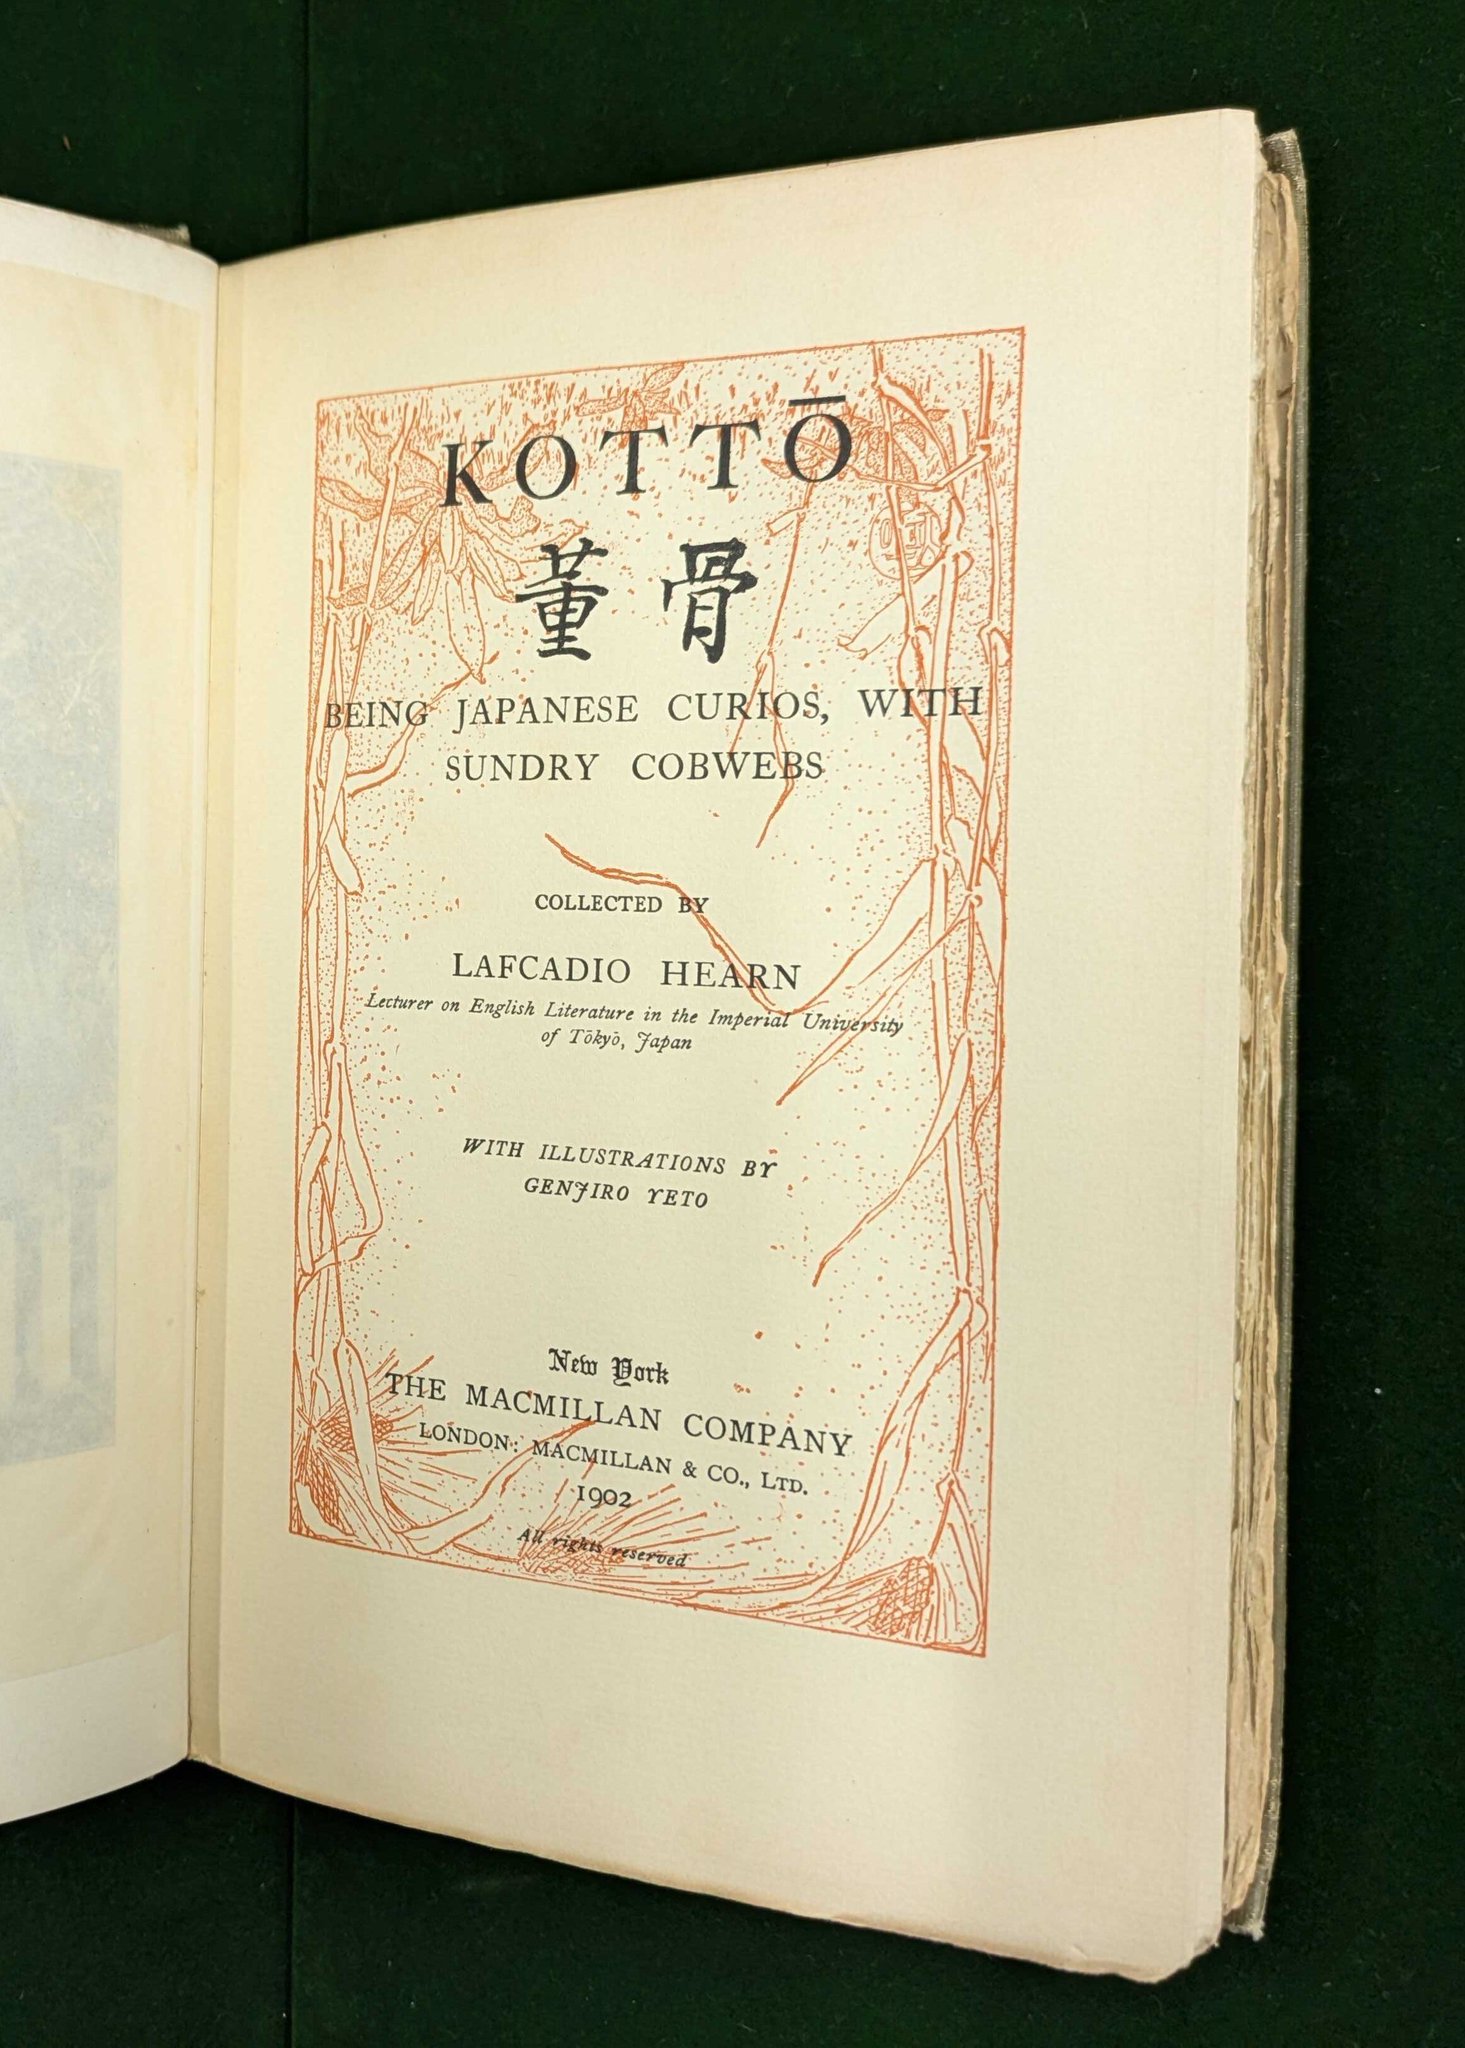 KOTTŌ
董骨
BEING JAPANESE CURIOS, WITH
SUNDRY COBWEBS
COLLECTED BY
LAFCADIO HEARN
Lecturer on English Literature in the Imperial University
of Tōkyō, Japan
WITH ILLUSTRATIONS BY
GENJIRO YETO
New York
THE MACMILLAN COMPANY
LONDON: MACMILLAN & CO., LTD.
1902
All rights reserved